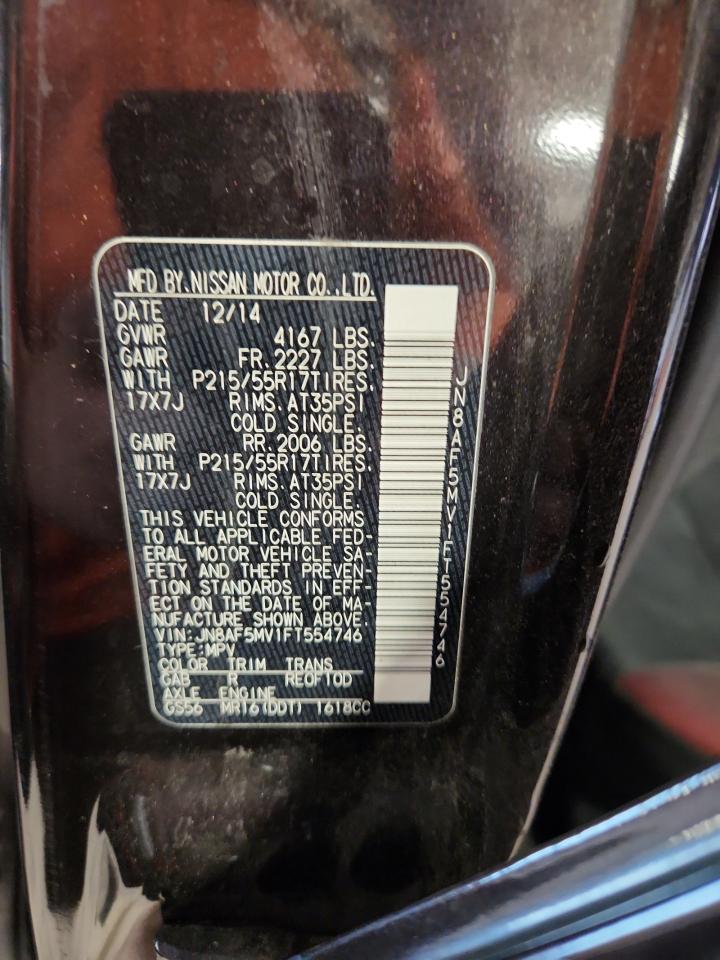 MFD BY. NISSAN MOTOR CO., LTD.
DATE 12/14
GVWR 4167 LBS.
GAWR FR. 2227 LBS.
WITH P215/55R17TIRES.
17X7J RIMS. AT35PSI
COLD SINGLE.
GAWR RR. 2006 LBS.
WITH P215/55R17TIRES.
17X7J RIMS. AT35PSI
COLD SINGLE.
THIS VEHICLE CONFORMS
TO ALL APPLICABLE FED-
ERAL MOTOR VEHICLE SA-
FETY AND THEFT PREVEN-
TION STANDARDS IN EFF-
ECT ON THE DATE OF MA-
NUFACTURE SHOWN ABOVE.
VIN:JN8AF5MV1FT554746
TYPE:MPV
COLOR TRIM TRANS
GAB R RE0F10D
AXLE ENGINE
GS56 MR16(DDT) 1618CC
JN8AF5MV1FT554746